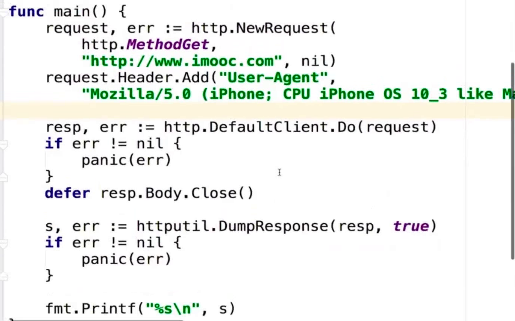 func main() {
    request, err := http.NewRequest(
        http.MethodGet,
        "http://www.imooc.com", nil)
    request.Header.Add("User-Agent",
        "Mozilla/5.0 (iPhone; CPU iPhone OS 10_3 like Ma
    resp, err := http.DefaultClient.Do(request)
    if err != nil {
        panic(err)
    }
    defer resp.Body.Close()
    s, err := httputil.DumpResponse(resp, true)
    if err != nil {
        panic(err)
    }
    fmt.Printf("%s\n", s)